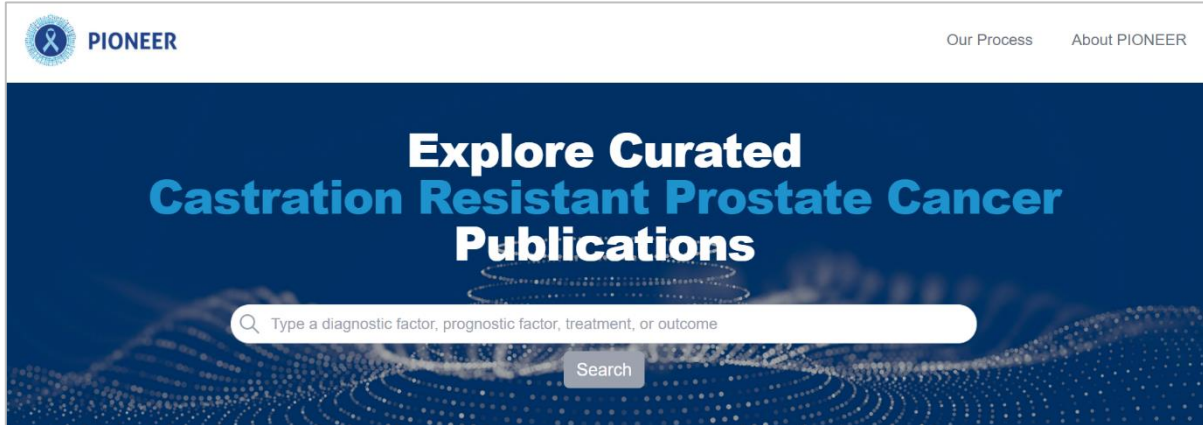 PIONEER
Our Process
About PIONEER
Explore Curated
Castration Resistant Prostate Cancer
Publications
Type a diagnostic factor, prognostic factor, treatment, or outcome
Search